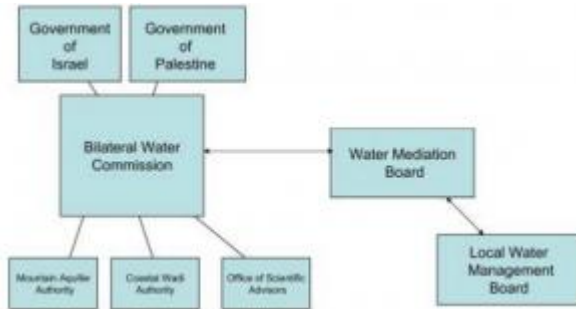 Government
of
Israel
Government
of
Palestine
Bilateral Water
Commission
Water Mediation
Board
Mountain Aquifer
Authority
Coastal Wadi
Authority
Office of Scientific
Advisors
Local Water
Management
Board